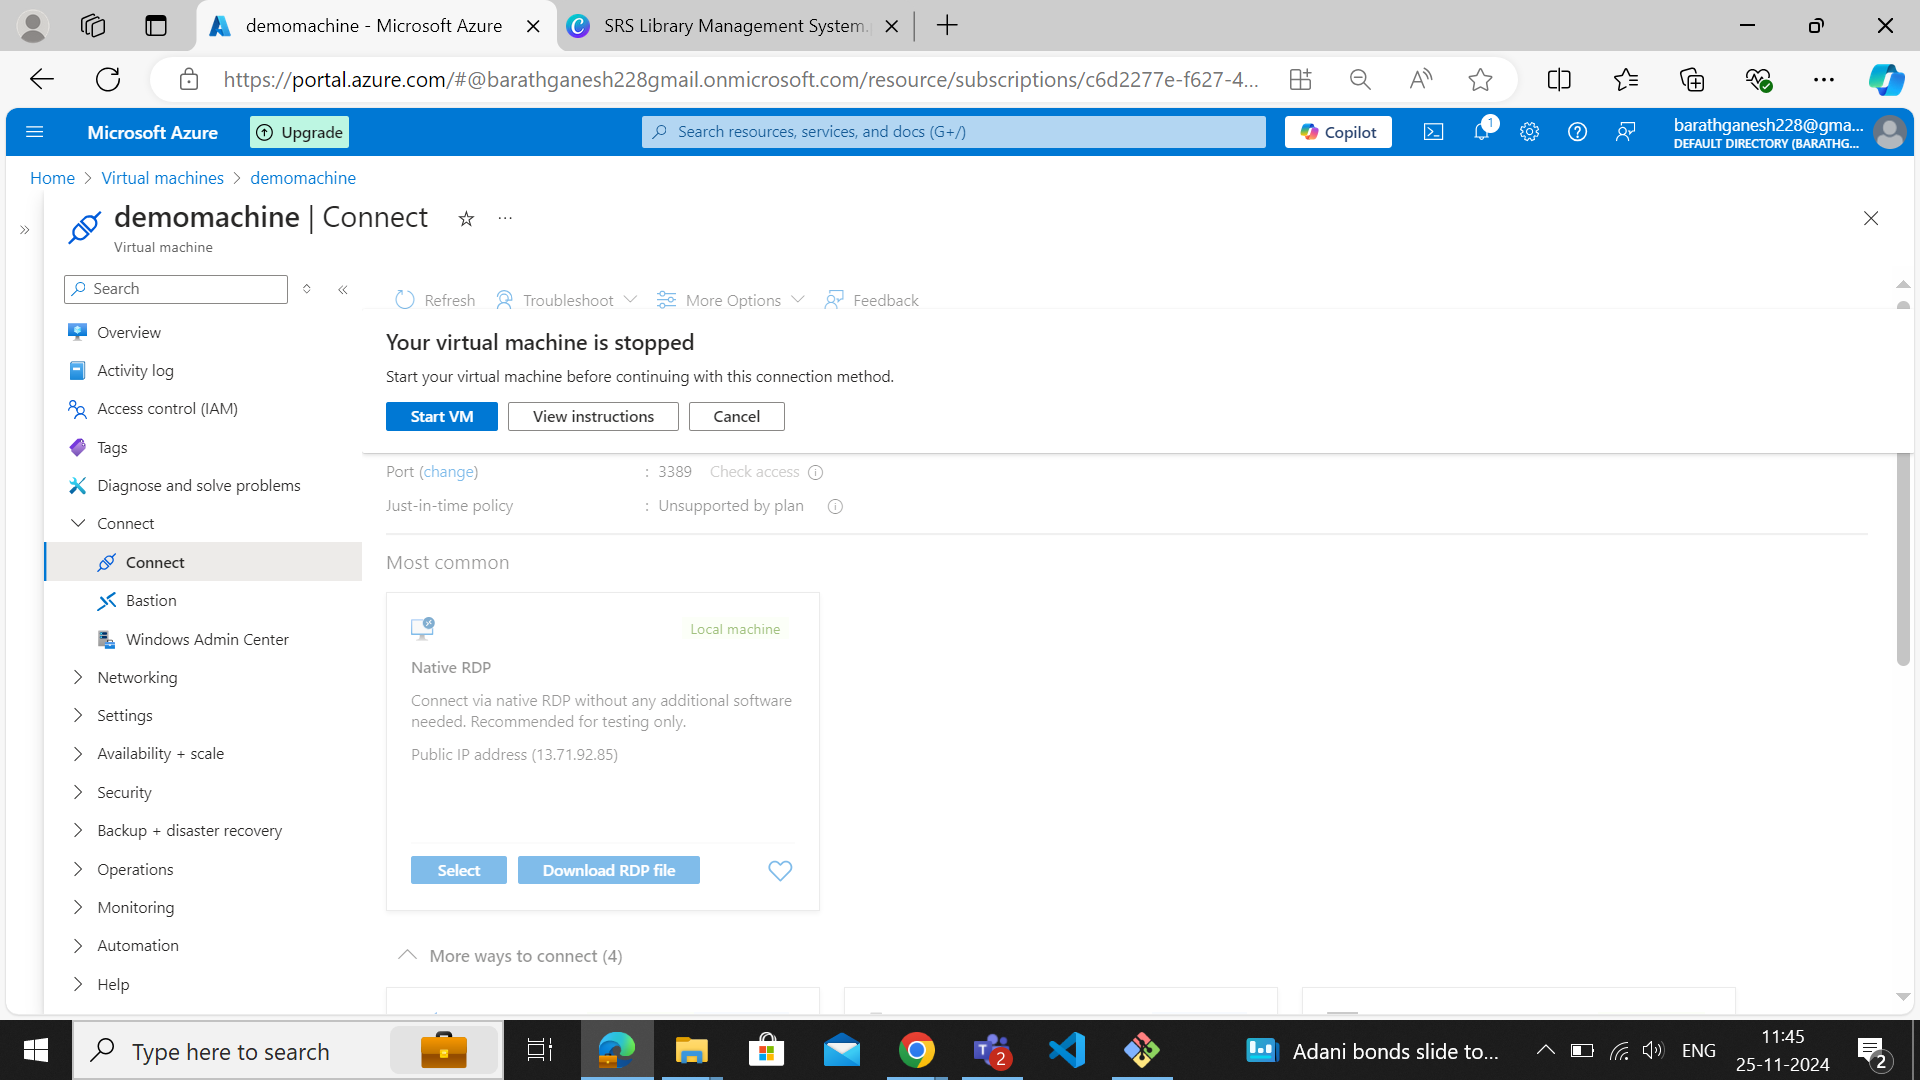 demomachine - Microsoft Azure
SRS Library Management System.
https://portal.azure.com/#@barathganesh228gmail.onmicrosoft.com/resource/subscriptions/c6d2277e-f627-4...
Microsoft Azure
Upgrade
Search resources, services, and docs (G+/)
Copilot
1
barathganesh228@gma...
DEFAULT DIRECTORY (BARATHG...
Home > Virtual machines > demomachine
demomachine | Connect
Virtual machine
Search
Refresh
Troubleshoot
More Options
Feedback
Overview
Activity log
Access control (IAM)
Tags
Diagnose and solve problems
Connect
Connect
Bastion
Windows Admin Center
Networking
Settings
Availability + scale
Security
Backup + disaster recovery
Operations
Monitoring
Automation
Help
Your virtual machine is stopped
Start your virtual machine before continuing with this connection method.
Start VM
View instructions
Cancel
Port (change) : 3389 Check access
Just-in-time policy : Unsupported by plan
Most common
Local machine
Native RDP
Connect via native RDP without any additional software
needed. Recommended for testing only.
Public IP address (13.71.92.85)
Select
Download RDP file
More ways to connect (4)
Type here to search
2
Adani bonds slide to...
ENG
11:45
25-11-2024
2